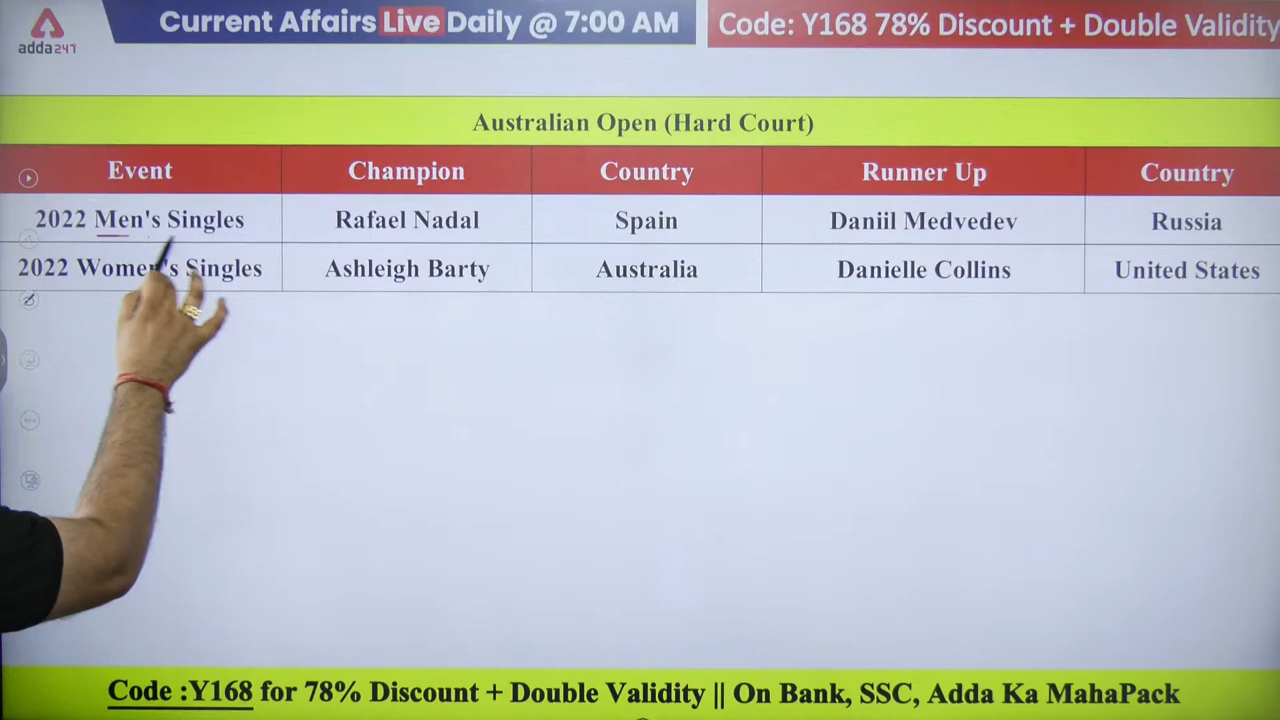 Current Affairs Live Daily @ 7:00 AM
Code: Y168 78% Discount + Double Validity
adda247
Australian Open (Hard Court)
Event Champion Country Runner Up Country
2022 Men's Singles Rafael Nadal Spain Daniil Medvedev Russia
2022 Women's Singles Ashleigh Barty Australia Danielle Collins United States
Code :Y168 for 78% Discount + Double Validity || On Bank, SSC, Adda Ka MahaPack